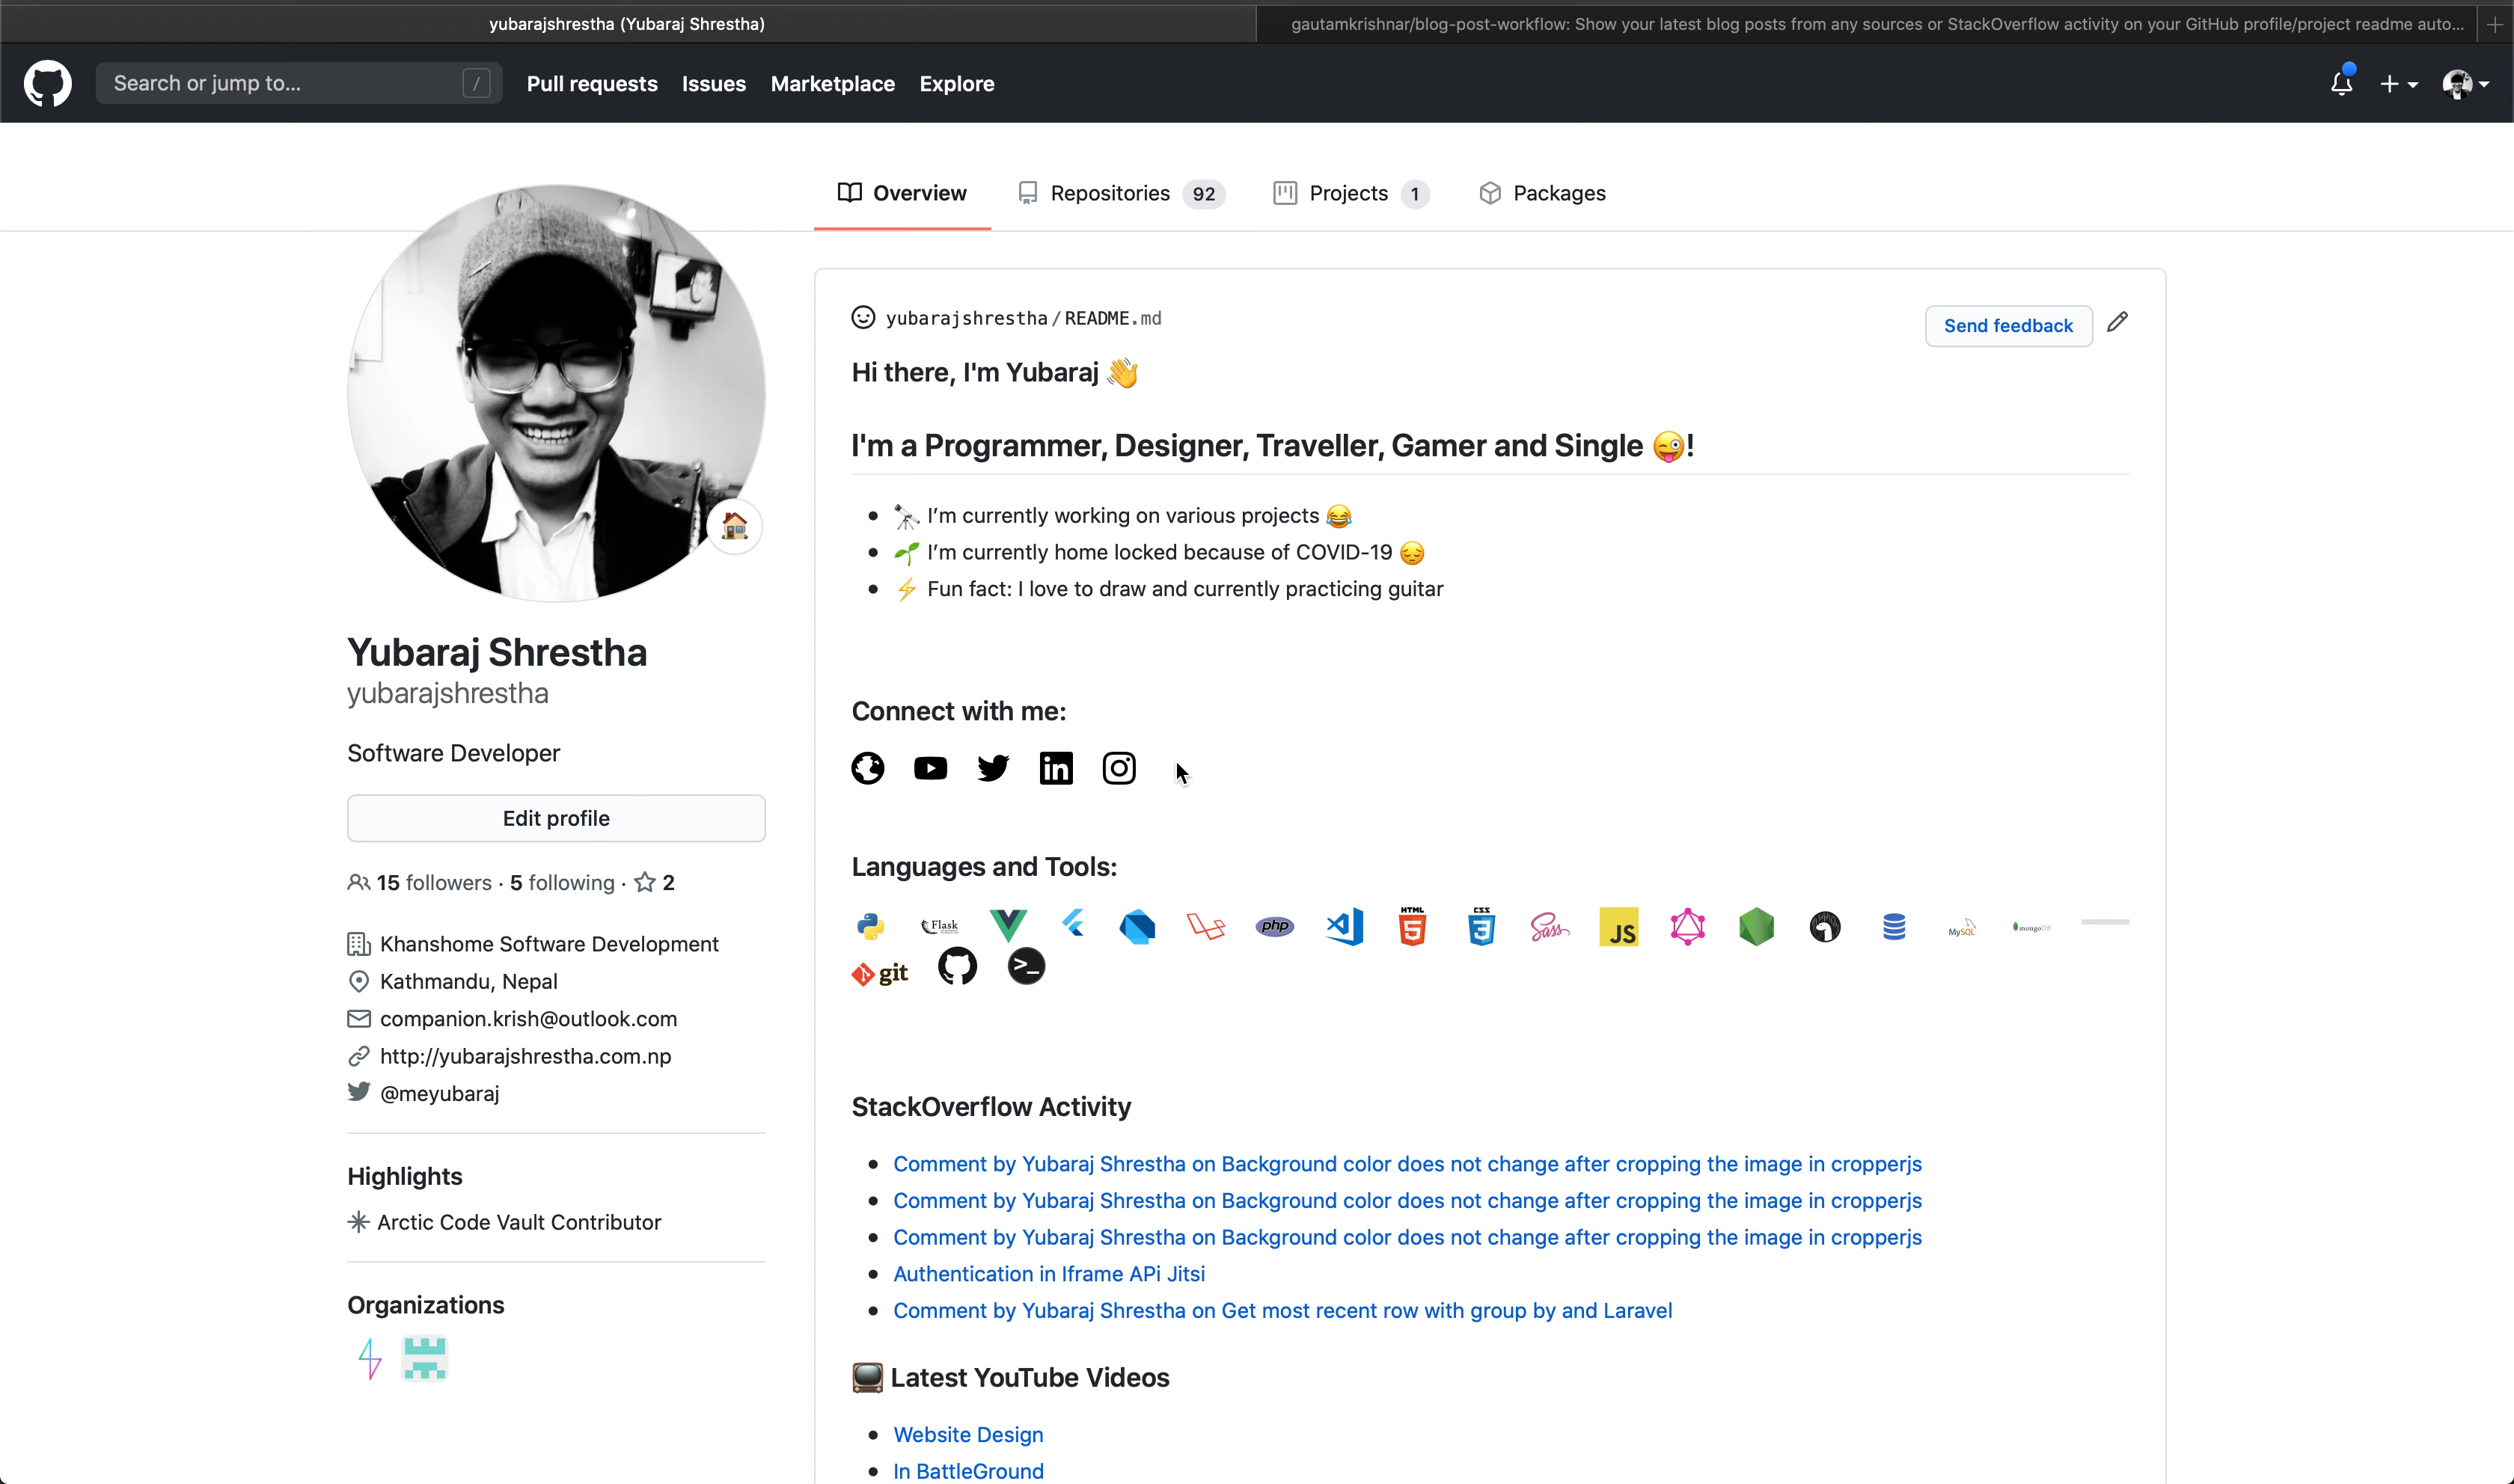 yubarajshrestha (Yubaraj Shrestha)
gautamkrishnar/blog-post-workflow: Show your latest blog posts from any sources or StackOverflow activity on your GitHub profile/project readme auto...
Search or jump to...
/
Pull requests
Issues
Marketplace
Explore
Overview
Repositories 92
Projects 1
Packages
yubarajshrestha/README.md
Send feedback
Hi there, I'm Yubaraj 👋
I'm a Programmer, Designer, Traveller, Gamer and Single 😜!
🔭 I’m currently working on various projects 😂
🌱 I’m currently home locked because of COVID-19 😔
⚡ Fun fact: I love to draw and currently practicing guitar
Yubaraj Shrestha
yubarajshrestha
Software Developer
Edit profile
15 followers · 5 following · 2
Khanshome Software Development
Kathmandu, Nepal
companion.krish@outlook.com
http://yubarajshrestha.com.np
@meyubaraj
Highlights
Arctic Code Vault Contributor
Organizations
Connect with me:
in
Languages and Tools:
Flask
php
HTML
5
CSS
3
Sass
JS
MySQL
mongoDB
git
>_
StackOverflow Activity
Comment by Yubaraj Shrestha on Background color does not change after cropping the image in cropperjs
Comment by Yubaraj Shrestha on Background color does not change after cropping the image in cropperjs
Comment by Yubaraj Shrestha on Background color does not change after cropping the image in cropperjs
Authentication in Iframe APi Jitsi
Comment by Yubaraj Shrestha on Get most recent row with group by and Laravel
📺 Latest YouTube Videos
Website Design
In BattleGround